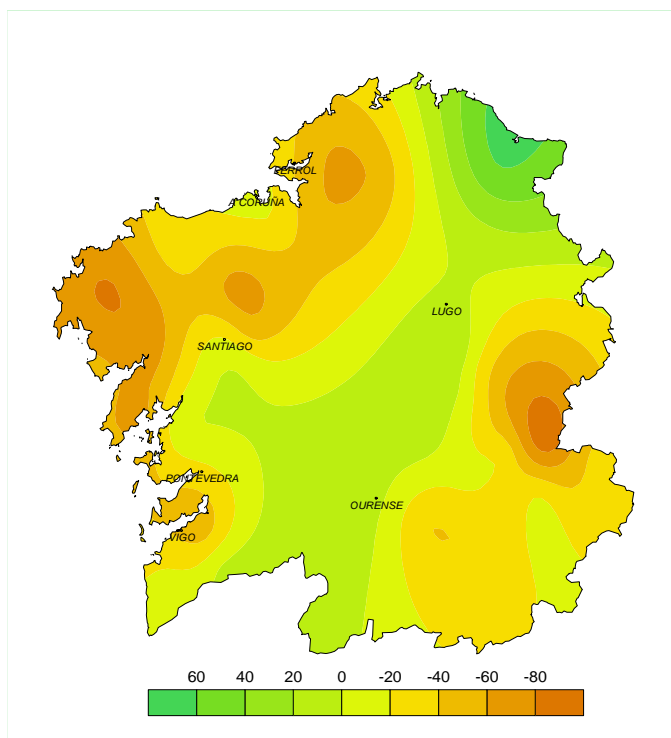 FERROL
A CORUÑA
LUGO
SANTIAGO
PONTEVEDRA
OURENSE
VIGO
60 40 20 0 -20 -40 -60 -80